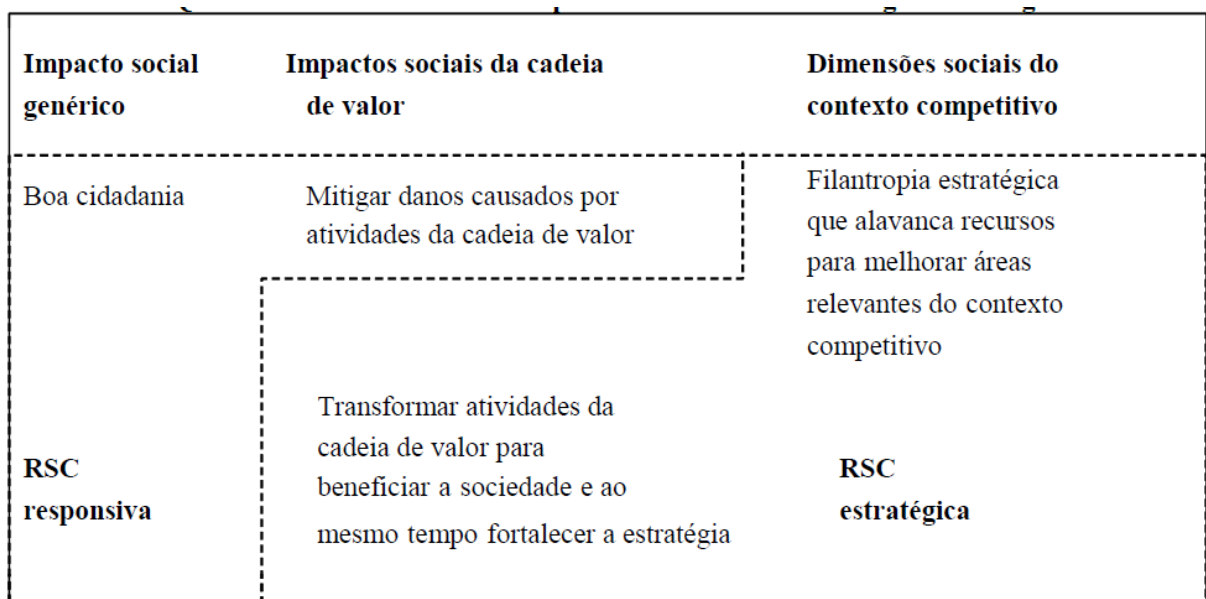 Impacto social
genérico
Impactos sociais da cadeia
de valor
Dimensões sociais do
contexto competitivo
Boa cidadania
Mitigar danos causados por
atividades da cadeia de valor
Filantropia estratégica
que alavanca recursos
para melhorar áreas
relevantes do contexto
competitivo
Transformar atividades da
cadeia de valor para
beneficiar a sociedade e ao
mesmo tempo fortalecer a estratégia
RSC
responsiva
RSC
estratégica